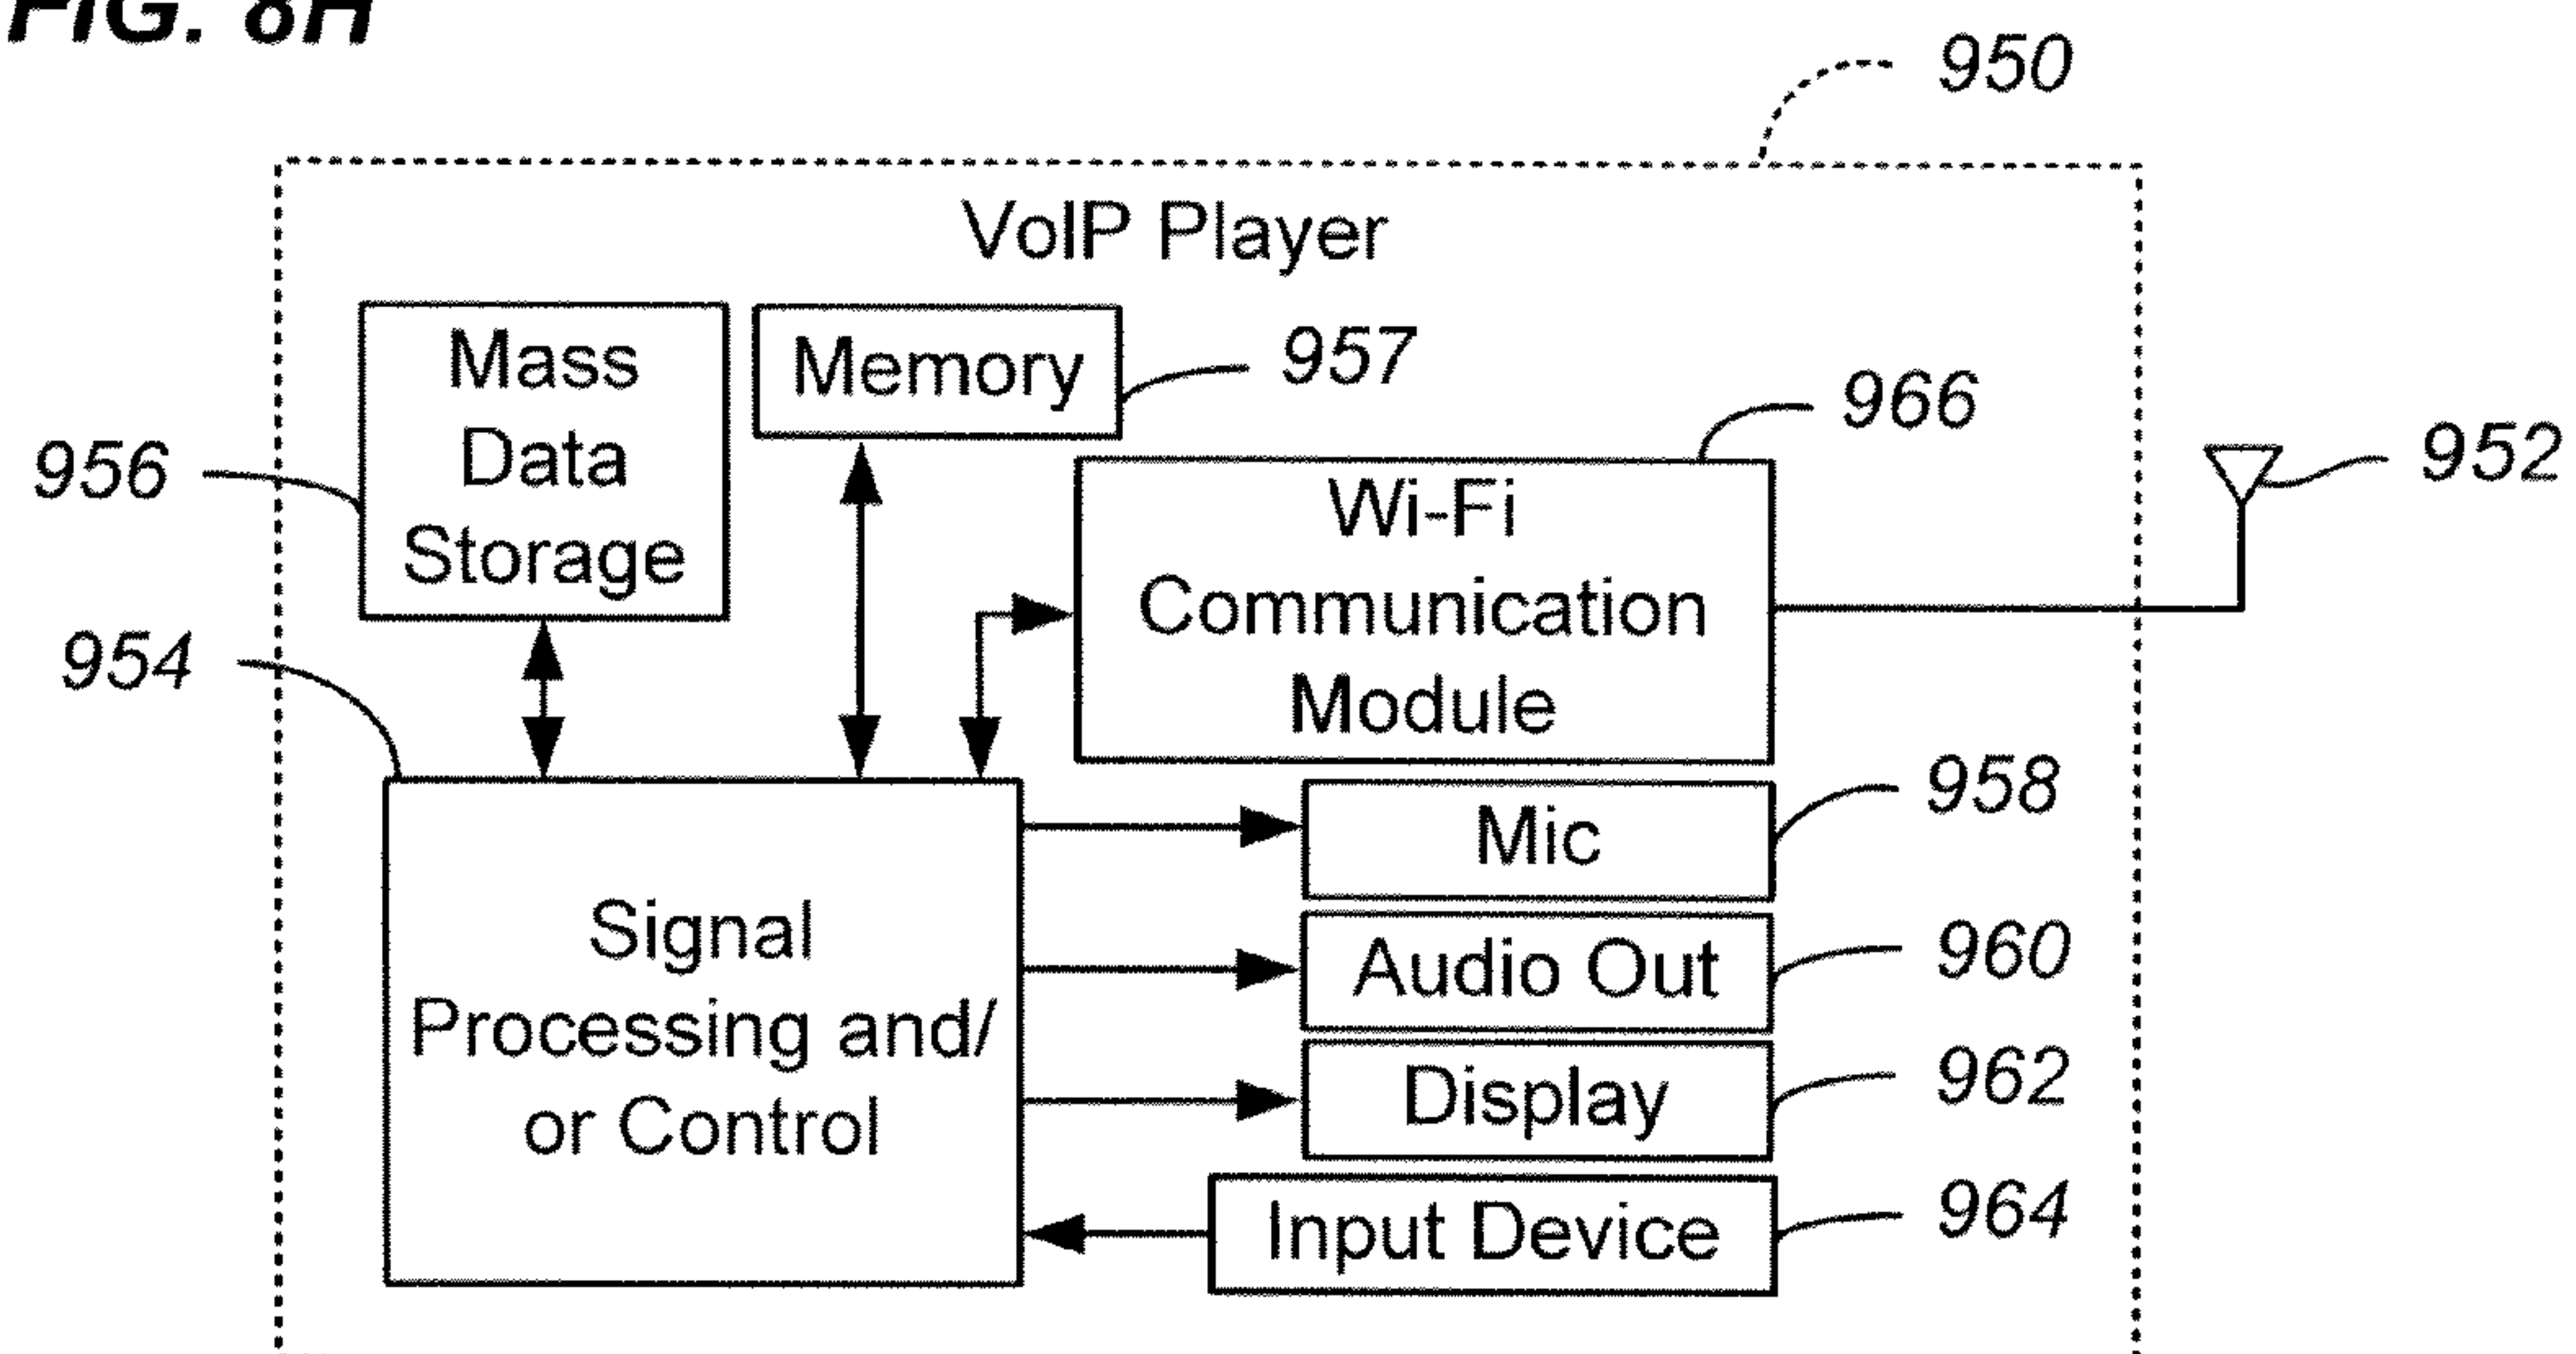 FIG. 8H
950
VoIP Player
Mass
Data
Storage
Memory
957
966
956
Wi-Fi
Communication
Module
952
954
Mic
958
Signal
Processing and/
or Control
Audio Out
960
Display
962
Input Device
964